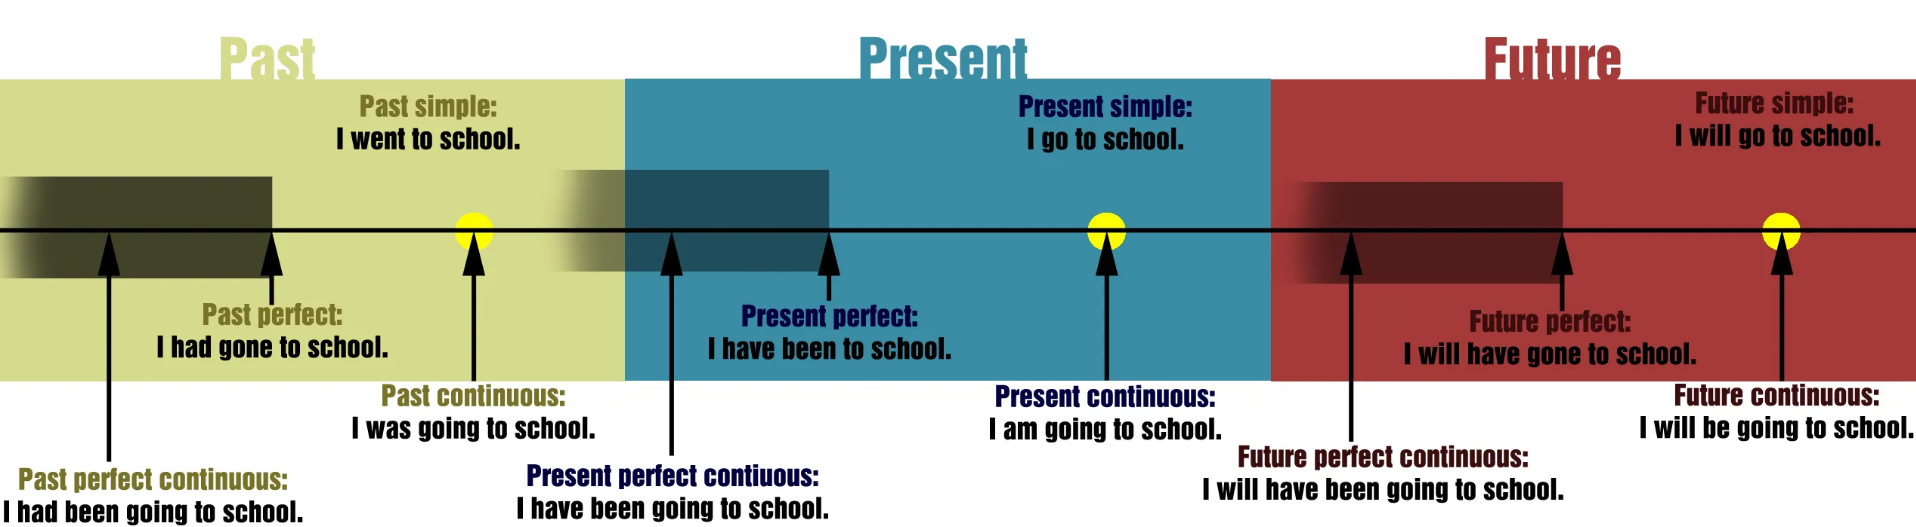 Past
Present
Future
Past simple:
I went to school.
Present simple:
I go to school.
Future simple:
I will go to school.
Past perfect:
I had gone to school.
Present perfect:
I have been to school.
Future perfect:
I will have gone to school.
Past continuous:
I was going to school.
Present continuous:
I am going to school.
Future continuous:
I will be going to school.
Past perfect continuous:
I had been going to school.
Present perfect contiuous:
I have been going to school.
Future perfect continuous:
I will have been going to school.